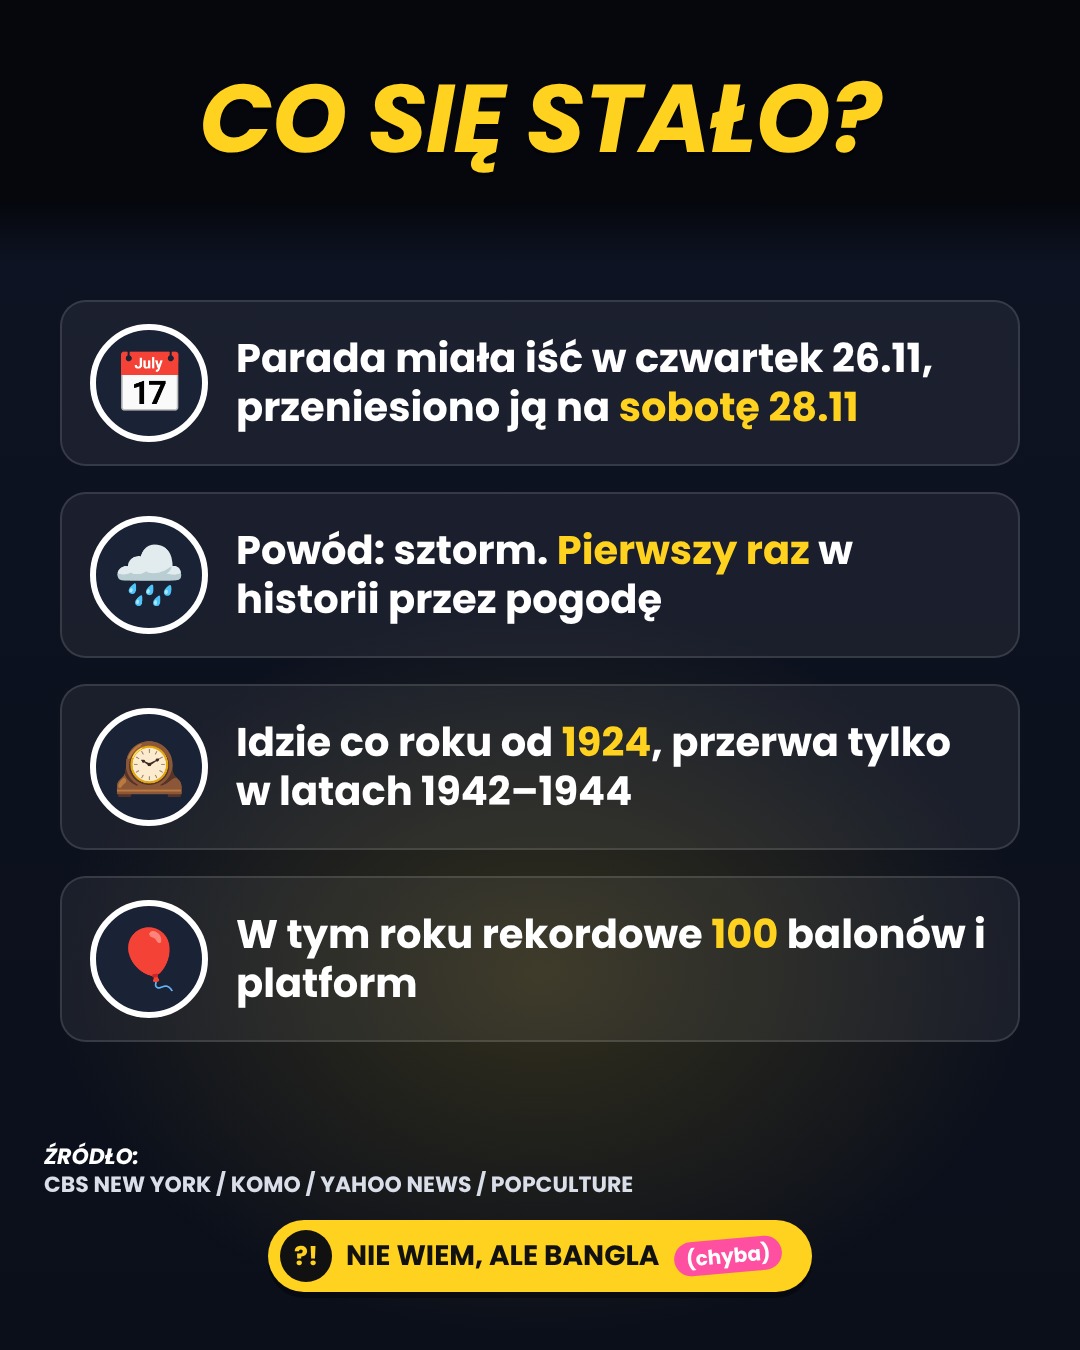 CO SIĘ STAŁO?
July
17
Parada miała iść w czwartek 26.11,
przeniesiono ją na sobotę 28.11
Powód: sztorm. Pierwszy raz w
historii przez pogodę
Idzie co roku od 1924, przerwa tylko
w latach 1942–1944
W tym roku rekordowe 100 balonów i
platform
ŹRÓDŁO:
CBS NEW YORK / KOMO / YAHOO NEWS / POPCULTURE
?! NIE WIEM, ALE BANGLA (chyba)